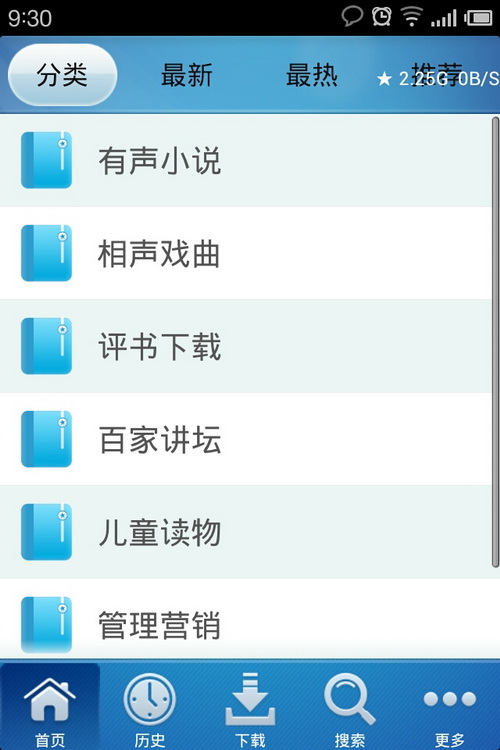 9:30
分类 最新 最热 推荐
★ 2.25G 0B/S
有声小说
相声戏曲
评书下载
百家讲坛
儿童读物
管理营销
首页 历史 下载 搜索 更多